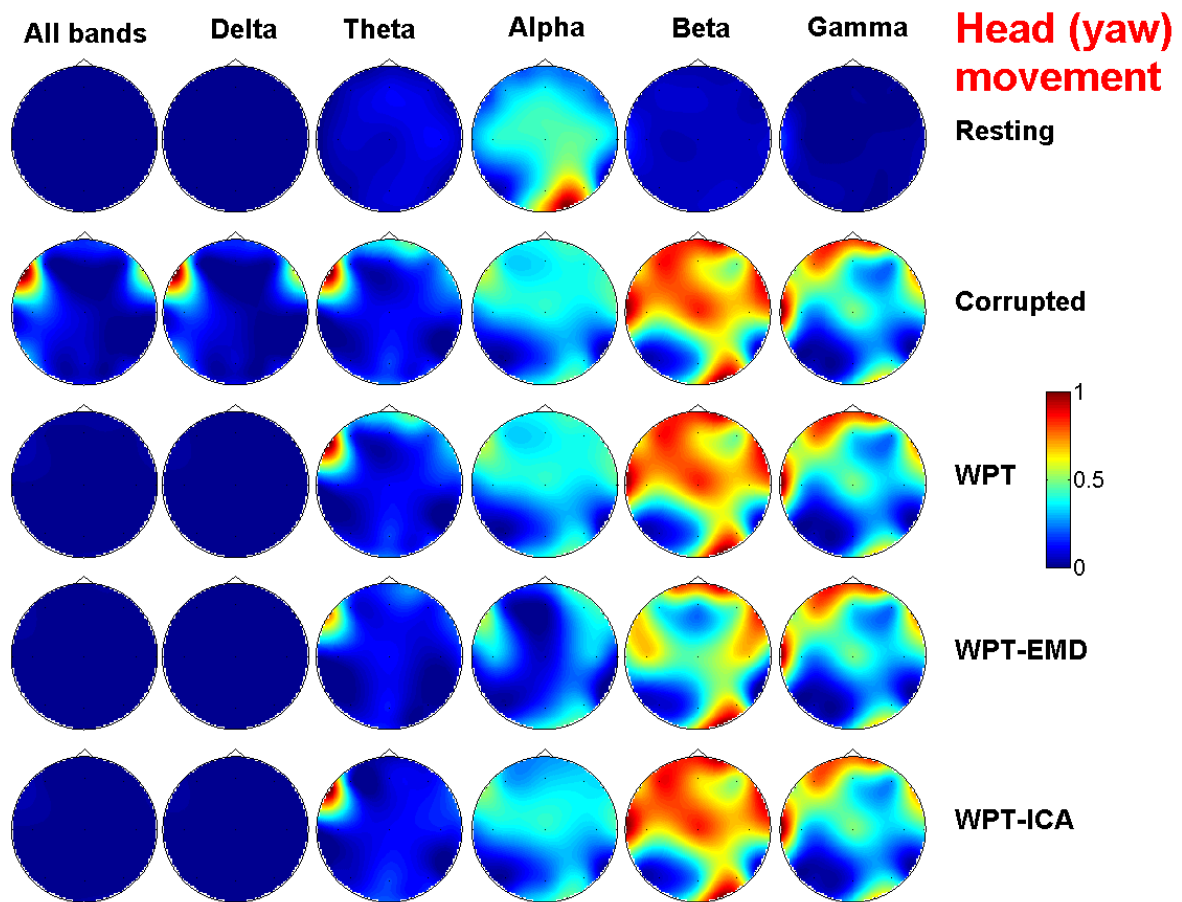 All bands Delta Theta Alpha Beta Gamma
Head (yaw)
movement
Resting
Corrupted
1
WPT
0.5
0
WPT-EMD
WPT-ICA